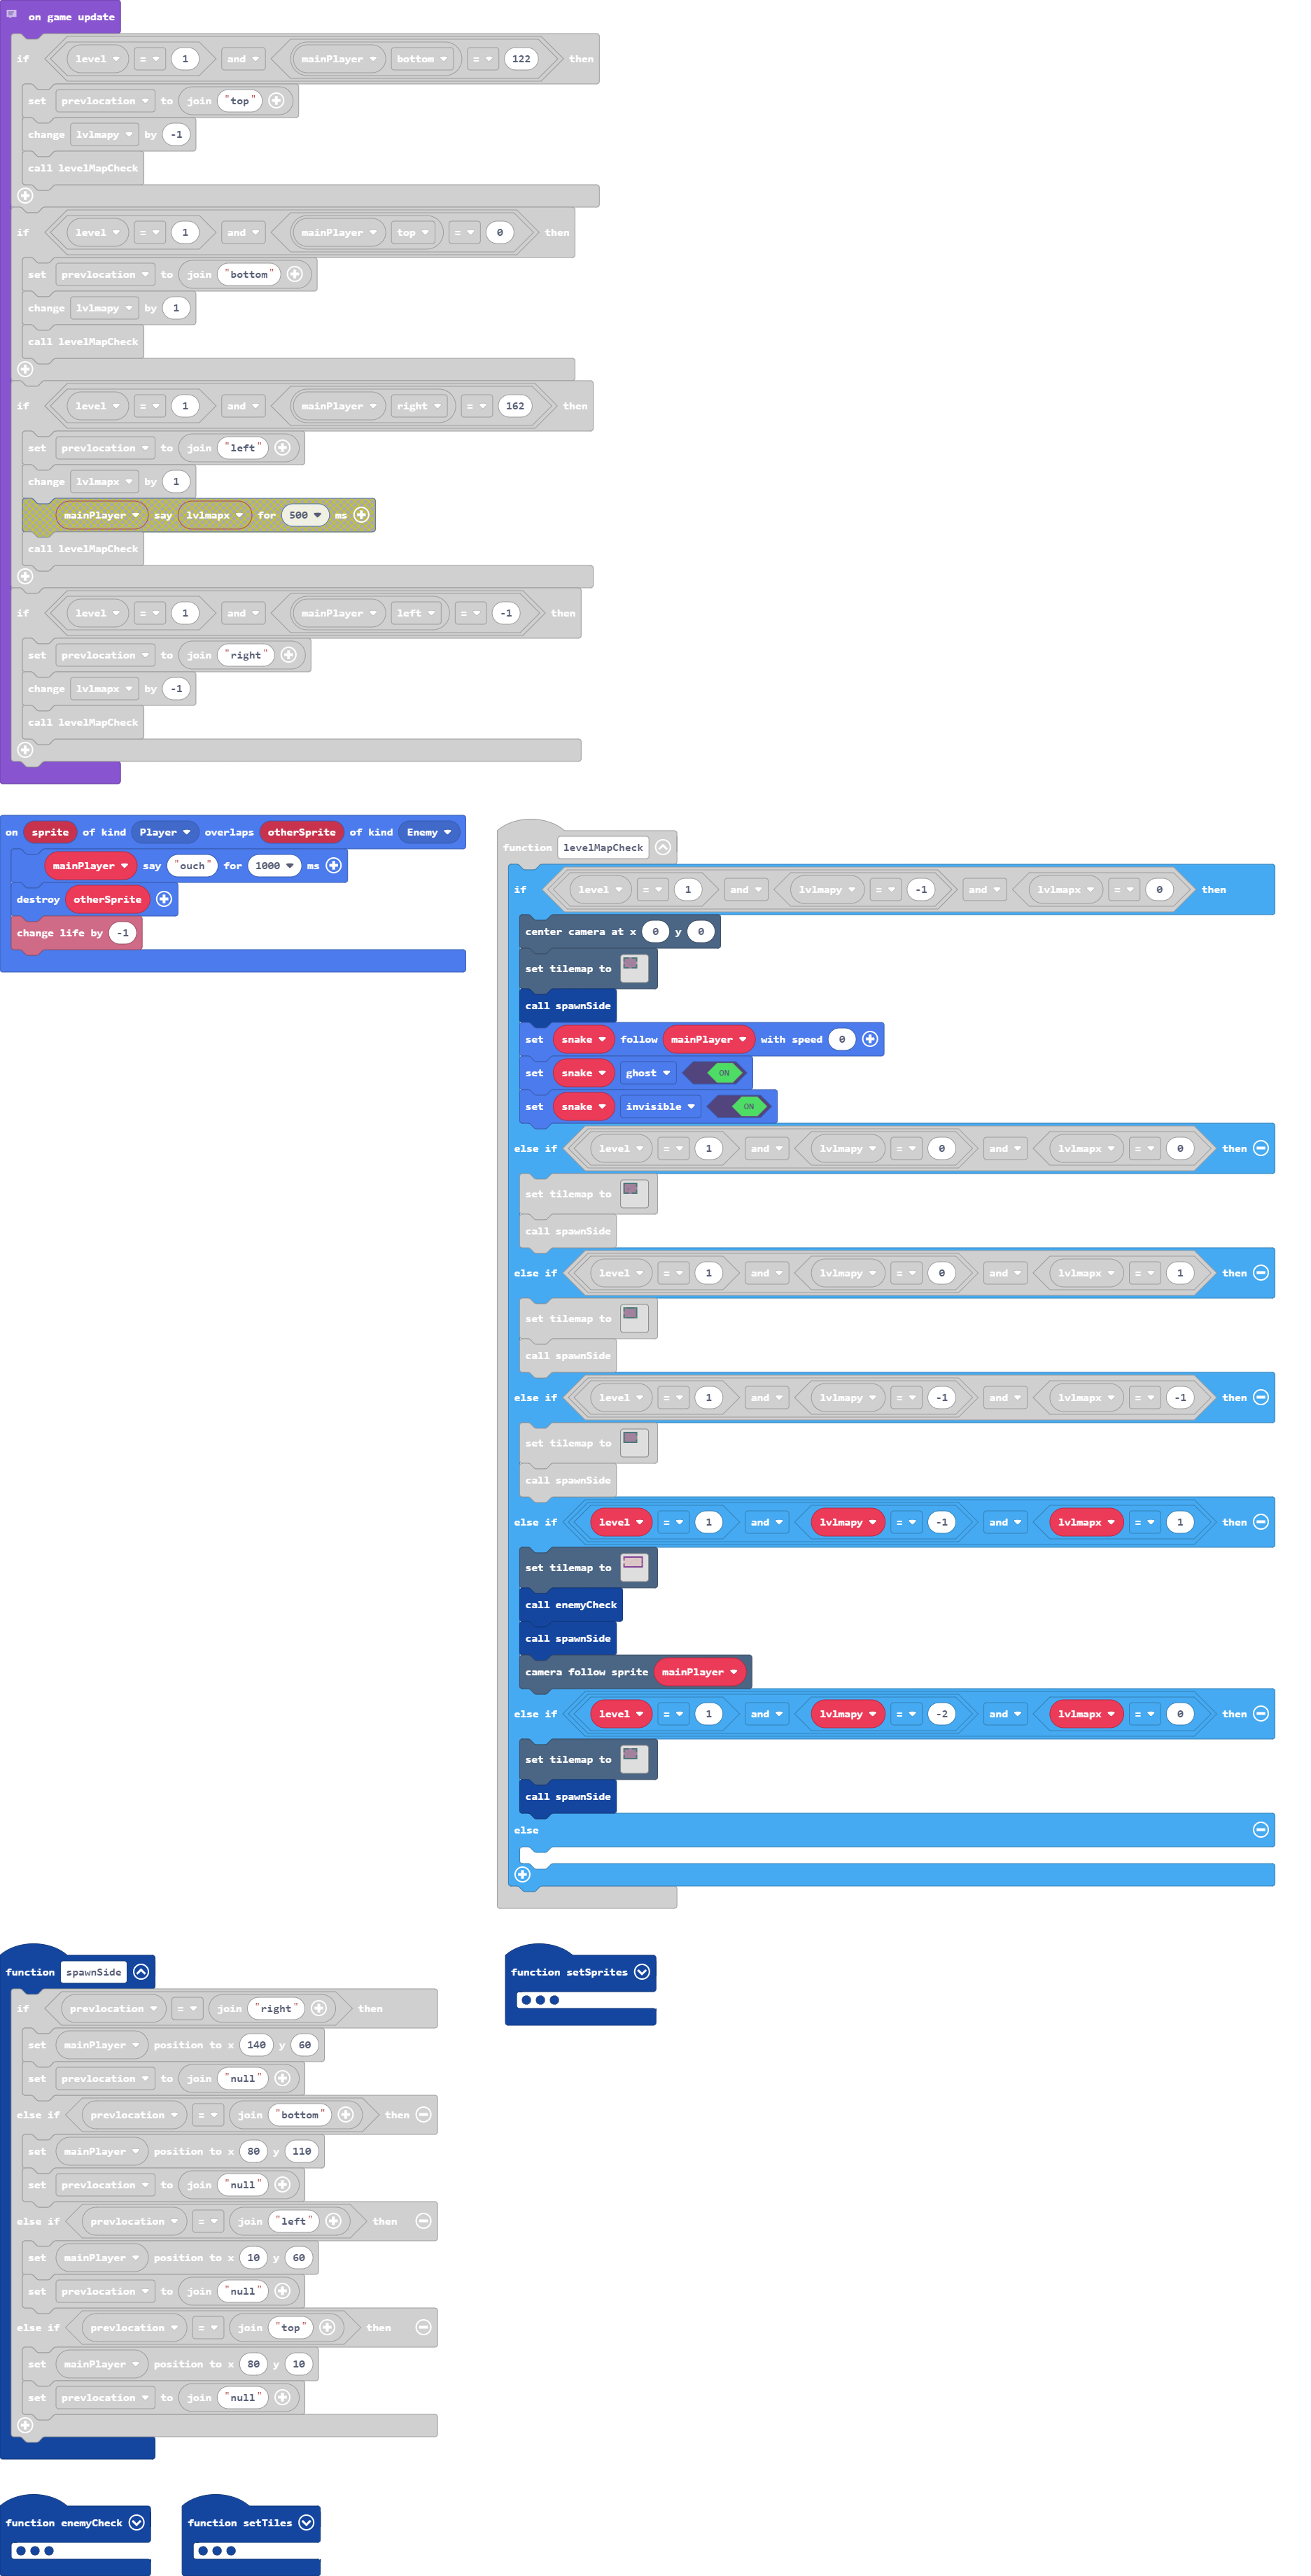 on game update
if level = 1 and mainPlayer bottom = 122 then
set prevlocation to join "top"
change lvlmapy by -1
call levelMapCheck
if level = 1 and mainPlayer top = 0 then
set prevlocation to join "bottom"
change lvlmapy by 1
call levelMapCheck
if level = 1 and mainPlayer right = 162 then
set prevlocation to join "left"
change lvlmapx by 1
mainPlayer say lvlmapx for 500 ms
call levelMapCheck
if level = 1 and mainPlayer left = -1 then
set prevlocation to join "right"
change lvlmapx by -1
call levelMapCheck
on sprite of kind Player overlaps otherSprite of kind Enemy
mainPlayer say "ouch" for 1000 ms
destroy otherSprite
change life by -1
function levelMapCheck
if level = 1 and lvlmapy = -1 and lvlmapx = 0 then
center camera at x 0 y 0
set tilemap to
call spawnSide
set snake follow mainPlayer with speed 0
set snake ghost ON
set snake invisible ON
else if level = 1 and lvlmapy = 0 and lvlmapx = 0 then
set tilemap to
call spawnSide
else if level = 1 and lvlmapy = 0 and lvlmapx = 1 then
set tilemap to
call spawnSide
else if level = 1 and lvlmapy = -1 and lvlmapx = -1 then
set tilemap to
call spawnSide
else if level = 1 and lvlmapy = -1 and lvlmapx = 1 then
set tilemap to
call enemyCheck
call spawnSide
camera follow sprite mainPlayer
else if level = 1 and lvlmapy = -2 and lvlmapx = 0 then
set tilemap to
call spawnSide
else
function spawnSide
if prevlocation = join "right" then
set mainPlayer position to x 140 y 60
set prevlocation to join "null"
else if prevlocation = join "bottom" then
set mainPlayer position to x 80 y 110
set prevlocation to join "null"
else if prevlocation = join "left" then
set mainPlayer position to x 10 y 60
set prevlocation to join "null"
else if prevlocation = join "top" then
set mainPlayer position to x 80 y 10
set prevlocation to join "null"
function setSprites
function enemyCheck
function setTiles